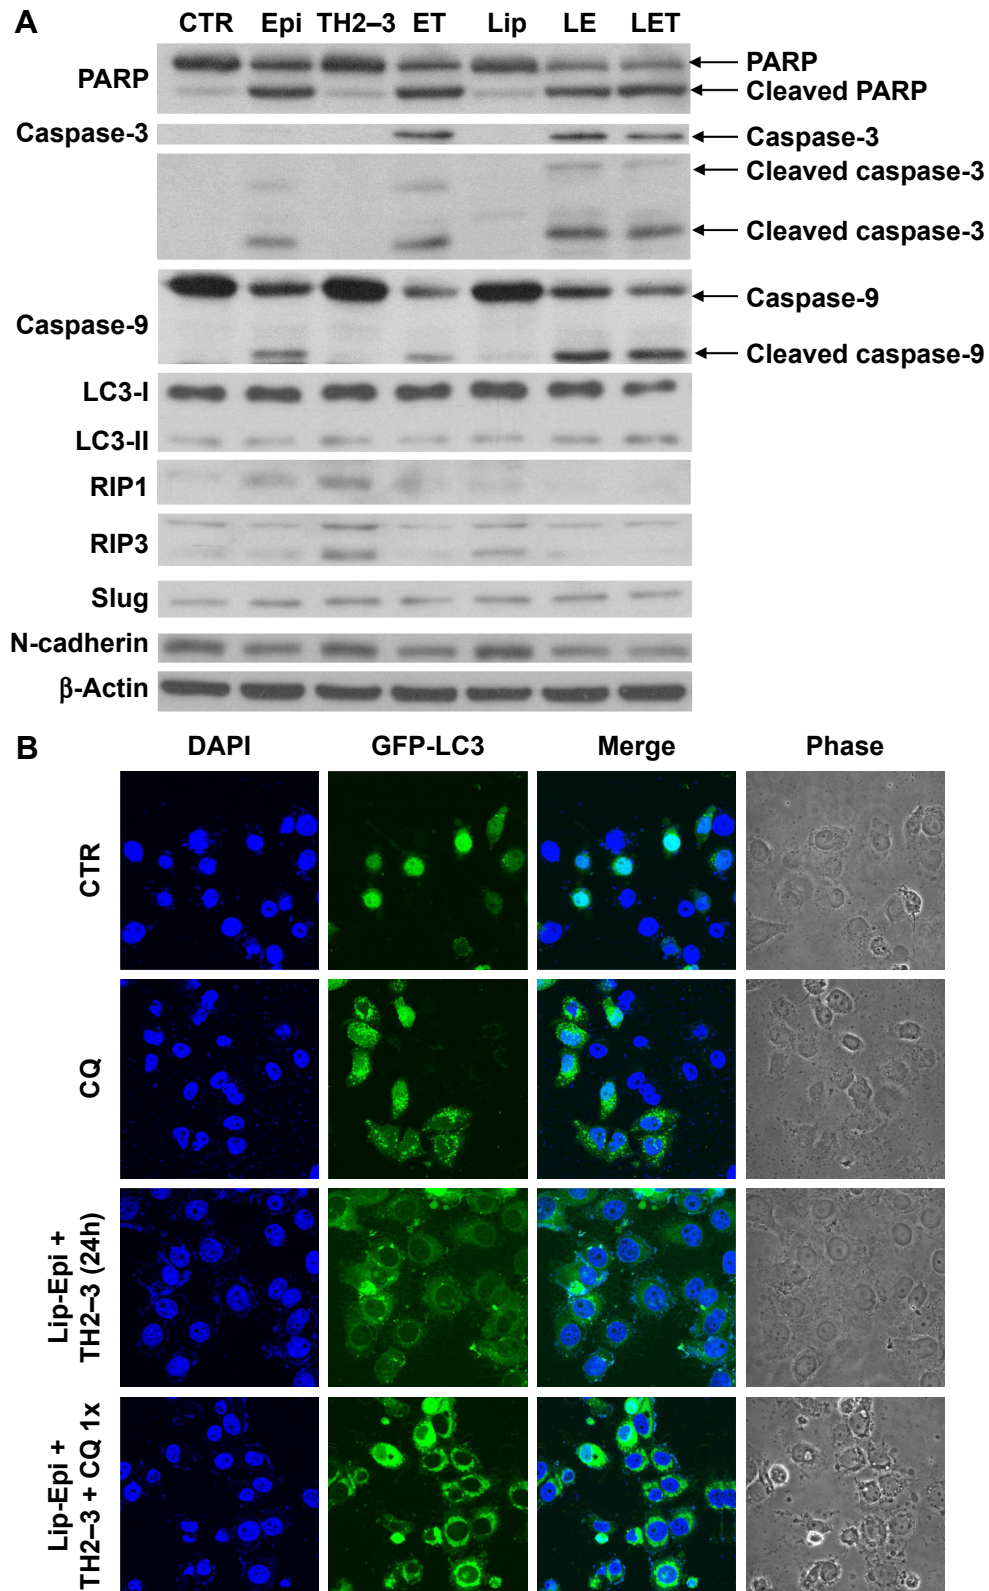 A
CTR Epi TH2–3 ET Lip LE LET
PARP
PARP
Cleaved PARP
Caspase-3
Caspase-3
Cleaved caspase-3
Cleaved caspase-3
Caspase-9
Caspase-9
Cleaved caspase-9
LC3-I
LC3-II
RIP1
RIP3
Slug
N-cadherin
β-Actin
B
DAPI GFP-LC3 Merge Phase
CTR
CQ
Lip-Epi +
TH2–3 (24h)
Lip-Epi +
TH2–3 + CQ 1x